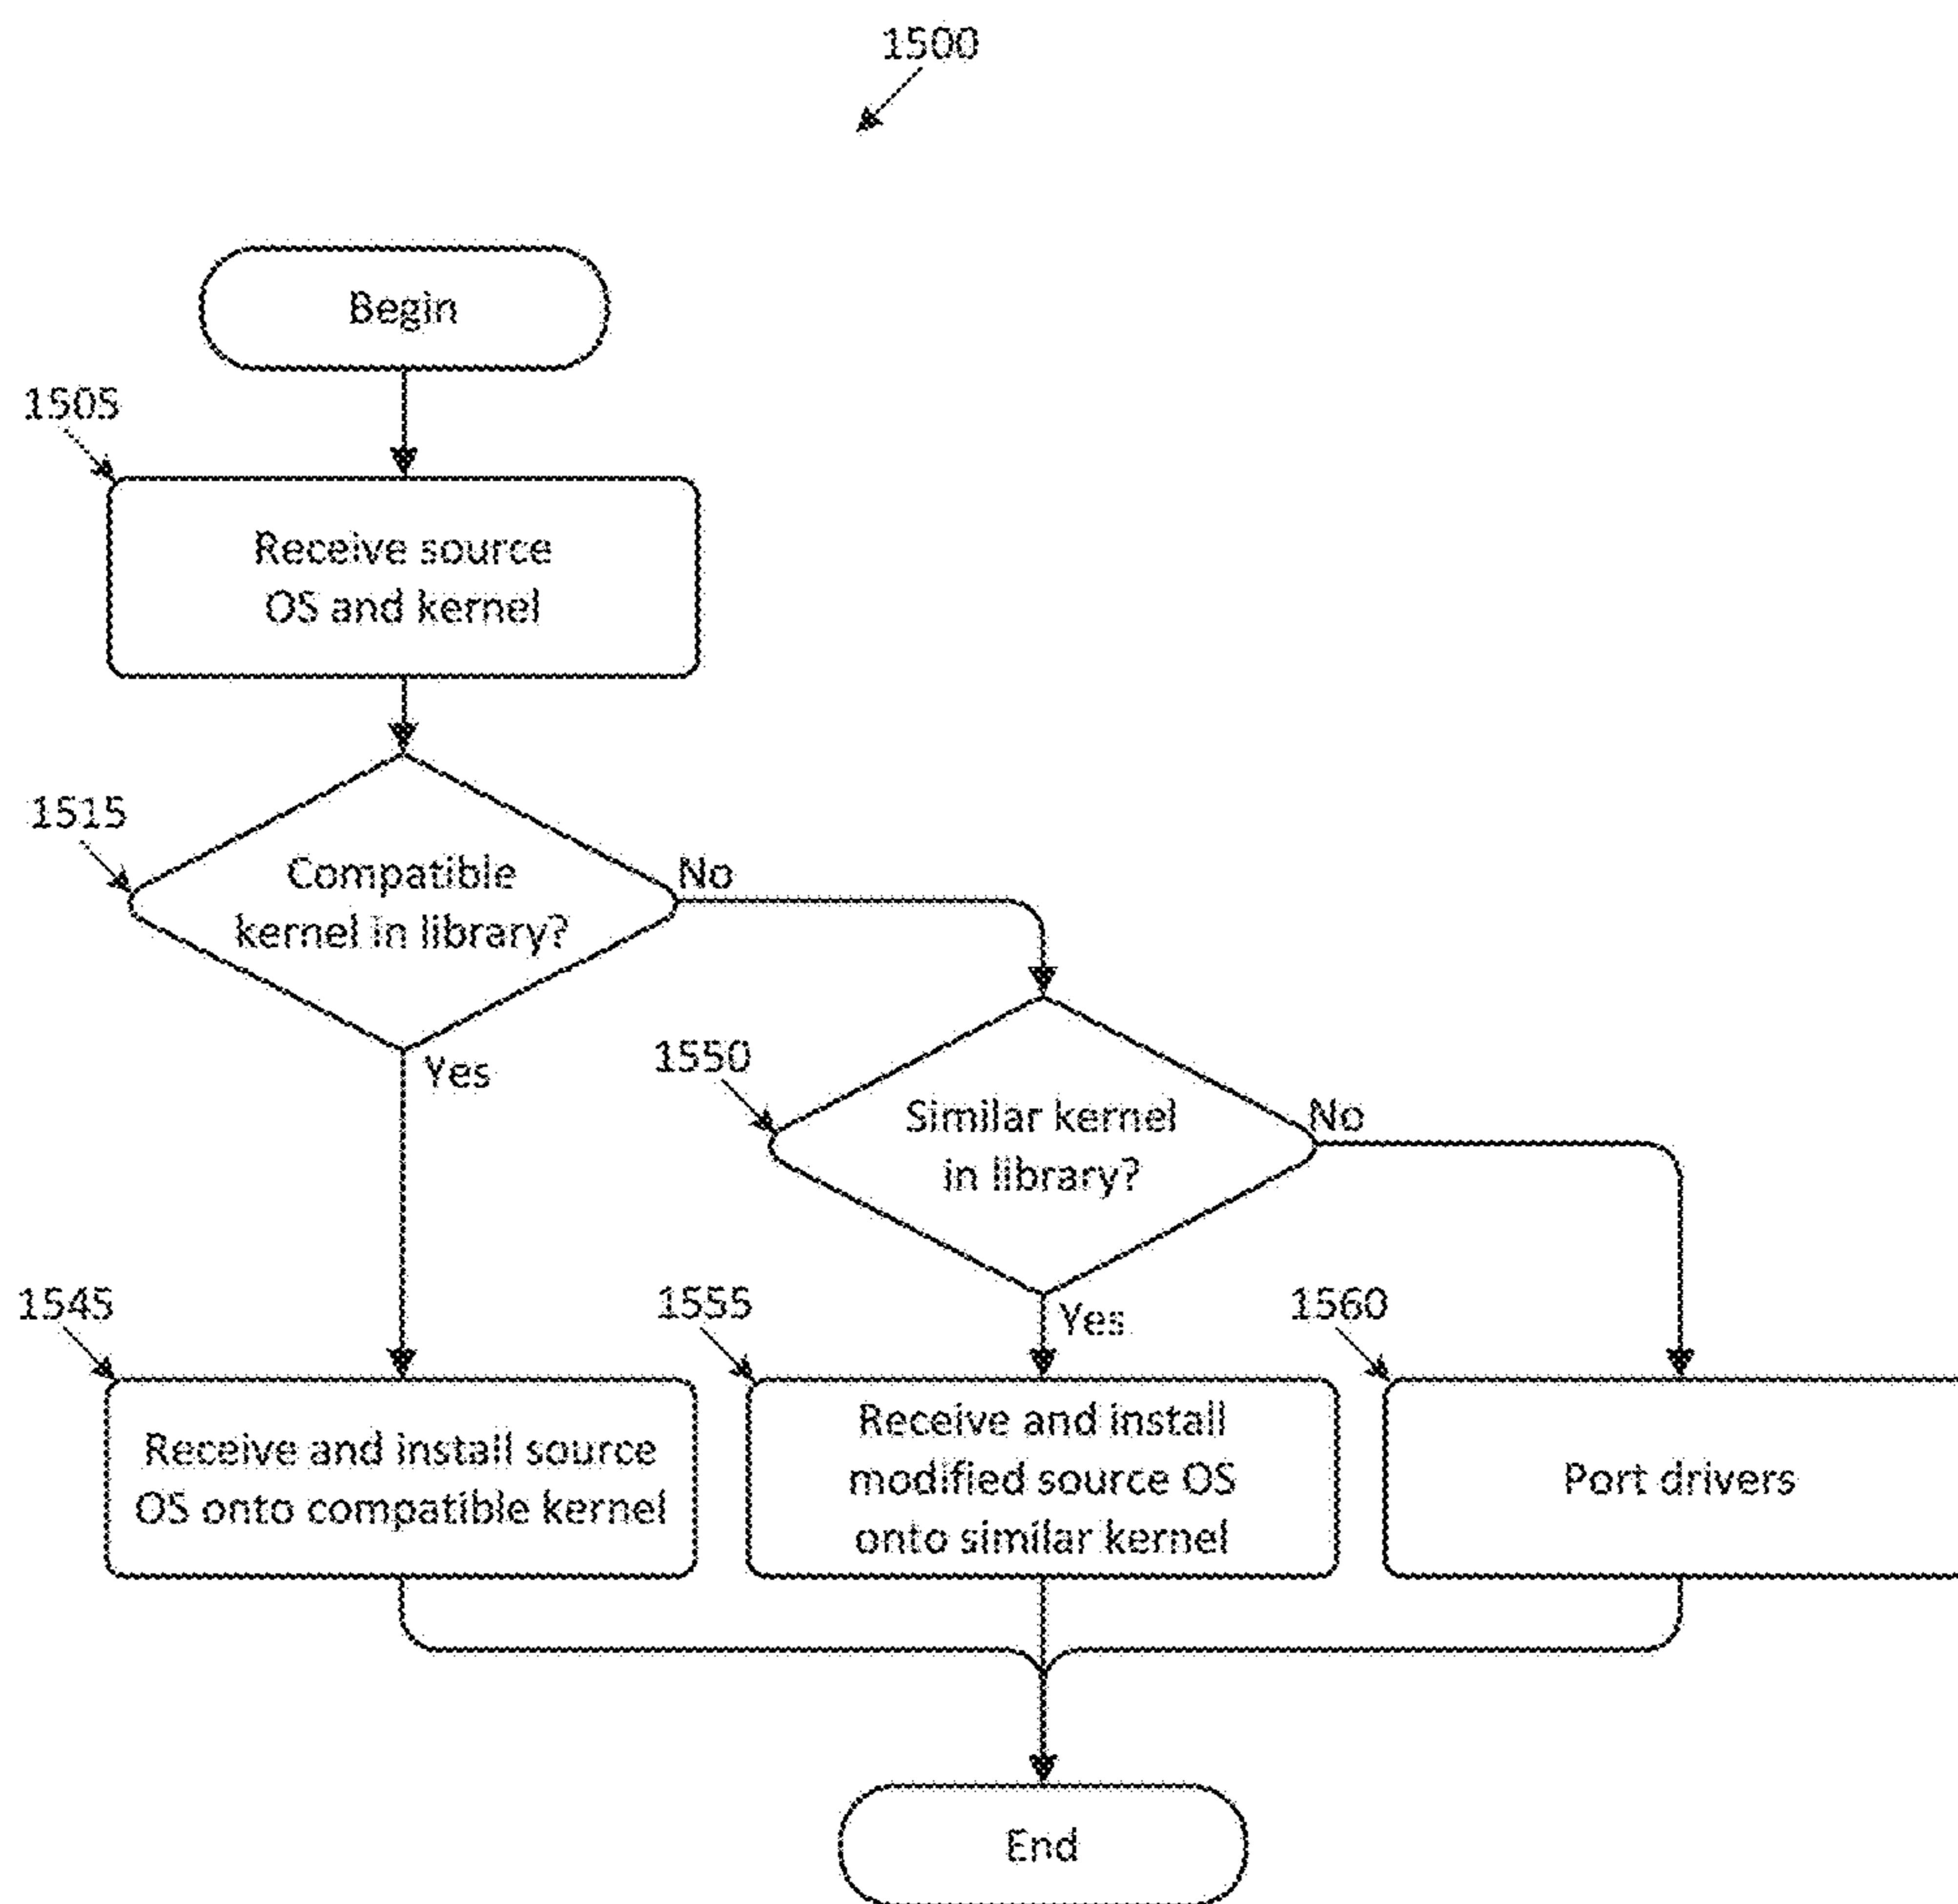 1500
Begin
1505
Receive source
OS and kernel
1515
Compatible
kernel in library?
No
Yes
1550
Similar kernel
in library?
No
Yes
1545
Receive and install source
OS onto compatible kernel
1555
Receive and install
modified source OS
onto similar kernel
1560
Port drivers
End